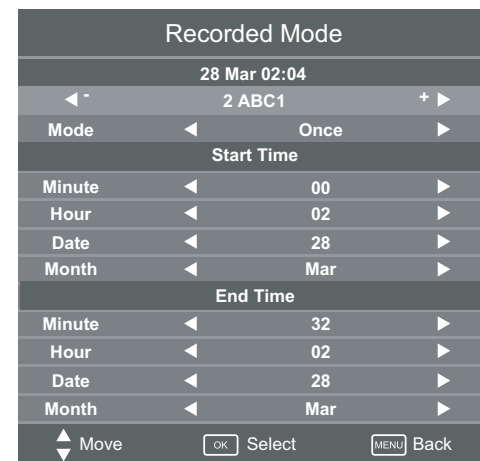 Recorded Mode
28 Mar 02:04
- 2 ABC1 +
Mode Once
Start Time
Minute 00
Hour 02
Date 28
Month Mar
End Time
Minute 32
Hour 02
Date 28
Month Mar
Move OK Select MENU Back